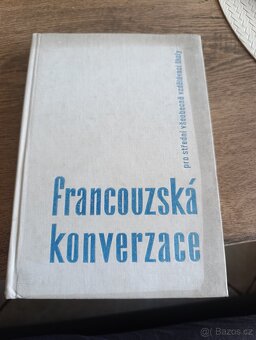 pro střední všeobecně vzdělávací školy
francouzská
konverzace
Bazos.cz